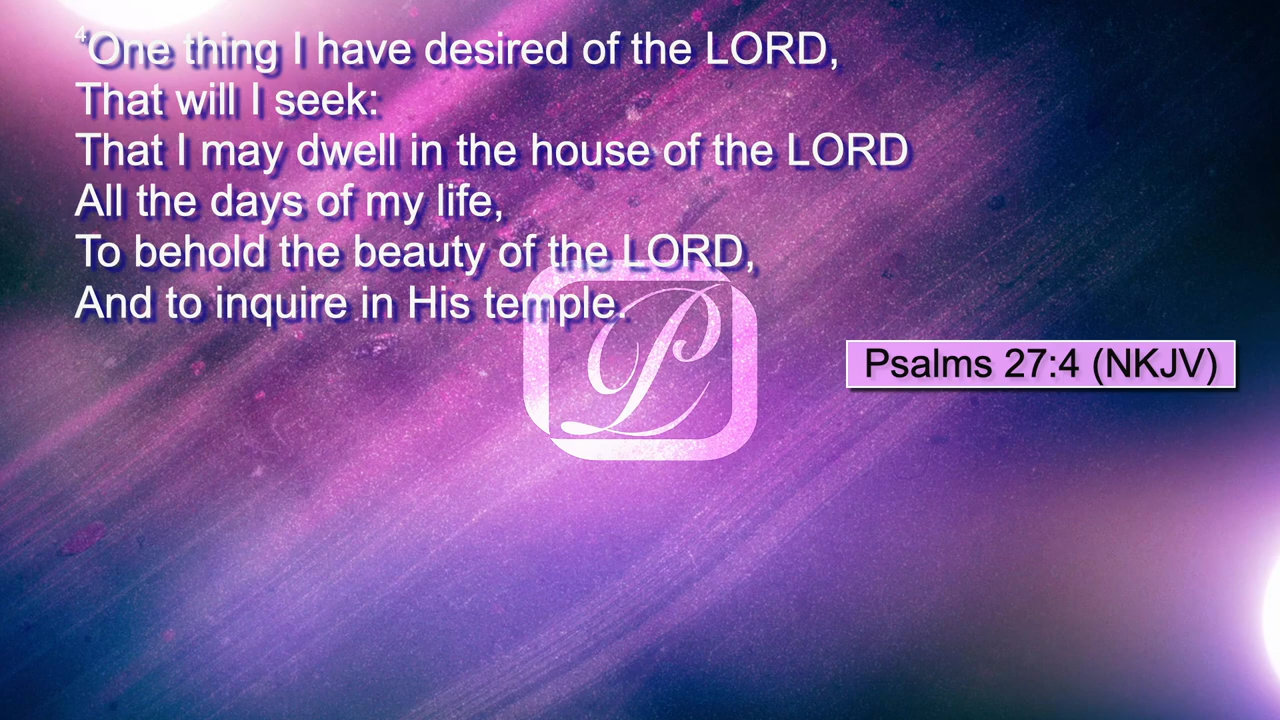 4One thing I have desired of the LORD,
That will I seek:
That I may dwell in the house of the LORD
All the days of my life,
To behold the beauty of the LORD,
And to inquire in His temple.
PL
Psalms 27:4 (NKJV)